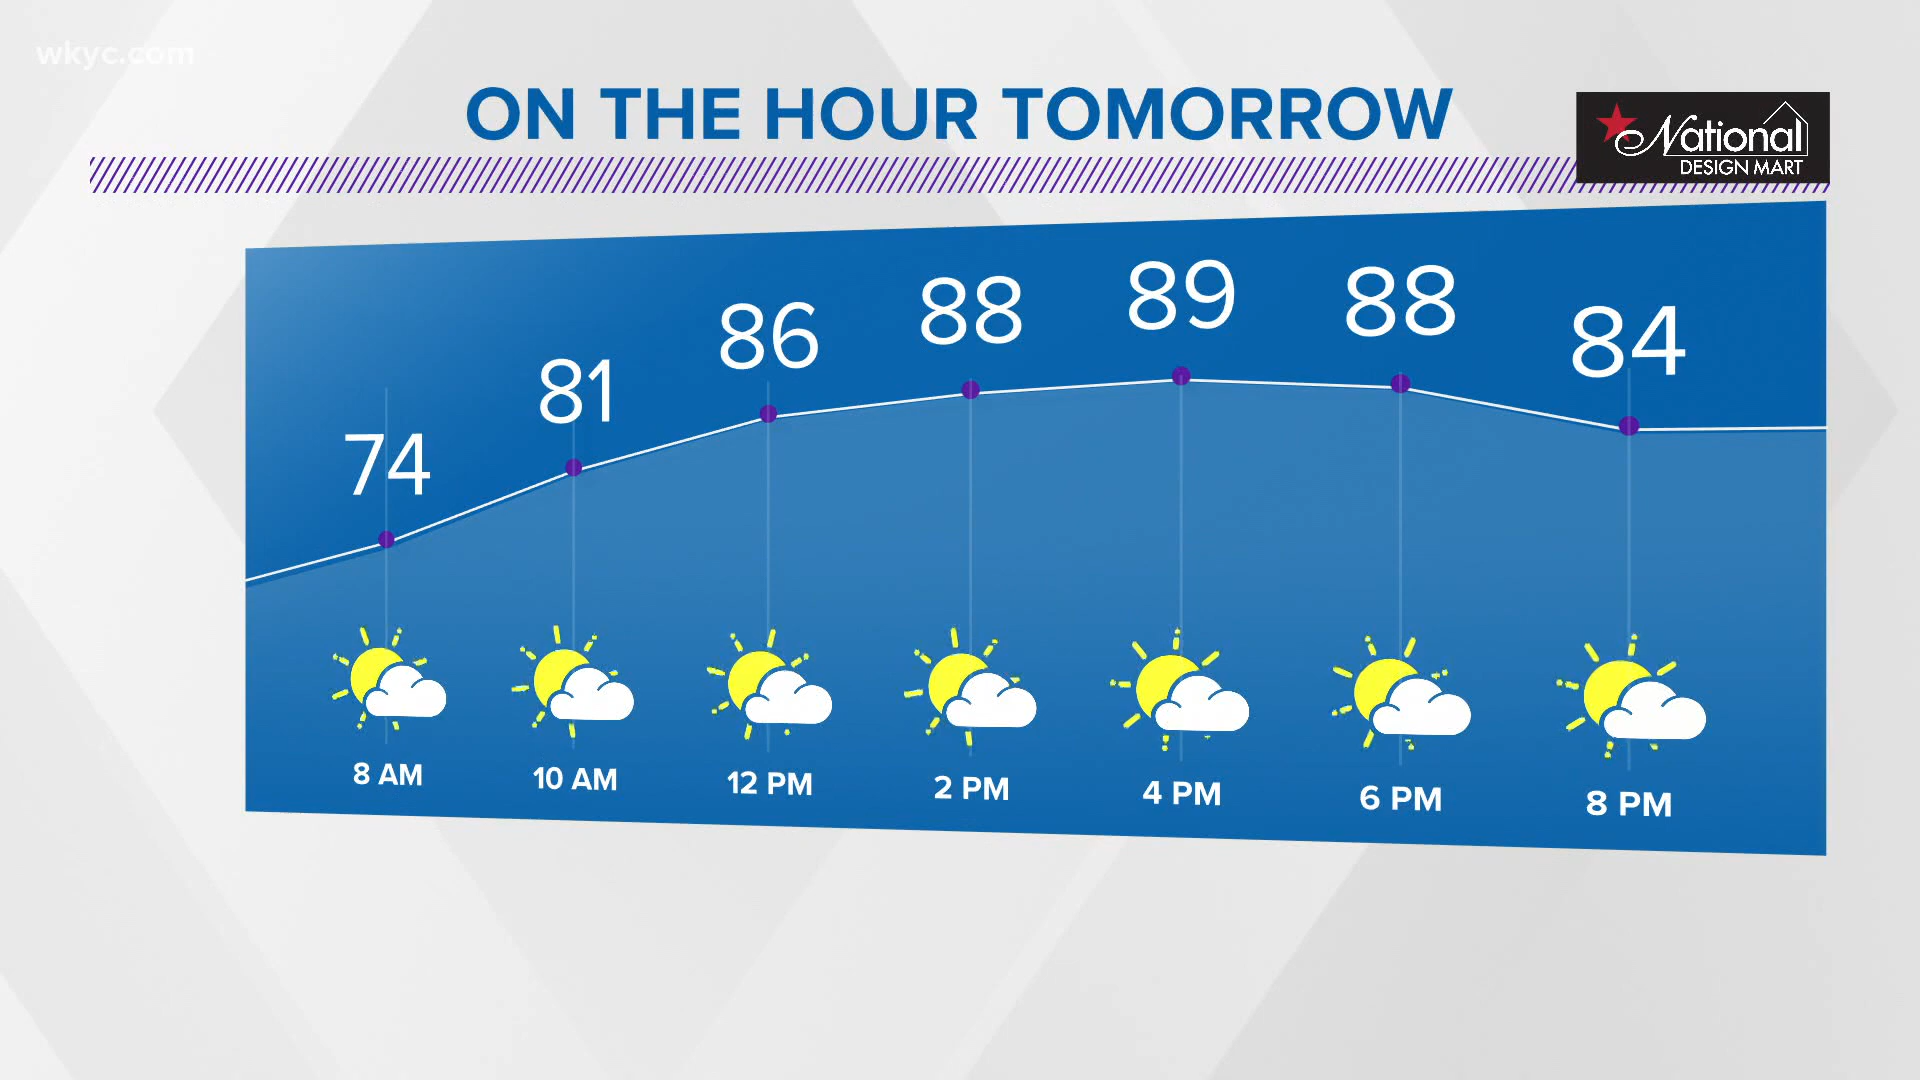 wkyc.com
ON THE HOUR TOMORROW
National
DESIGN MART
74 81 86 88 89 88 84
8 AM 10 AM 12 PM 2 PM 4 PM 6 PM 8 PM